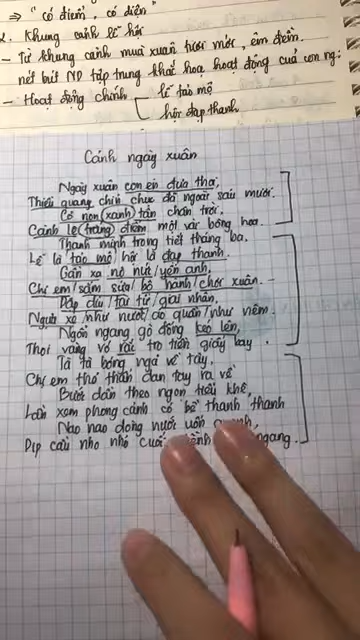 ⇒ "có điểm, có diện"
2. Khung cảnh lễ hội
- Từ khung cảnh mùa xuân tươi mới, êm đềm.
nét bút ND tập trung khắc hoạ hoạt động của con ng:
- Hoạt động chính lễ tảo mộ
hội đạp thanh
Cảnh ngày xuân
Ngày xuân con én đưa thoi,
Thiều quang chín chục đã ngoài sáu mươi.
Cỏ non (xanh) tận chân trời,
Cành lê (trắng) điểm một vài bông hoa.
Thanh minh trong tiết tháng ba,
Lễ là tảo mộ hội là đạp thanh.
Gần xa nô nức/yến anh,
Chị em/sắm sửa/bộ hành/chơi xuân.
Dập dìu/tài tử/giai nhân,
Ngựa xe/như nước/áo quần/như nêm.
Ngổn ngang gò đống kéo lên,
Thoi vàng vó rắc tro tiền giấy bay.
Tà tà bóng ngả về tây,
Chị em thơ thẩn dan tay ra về
Bước dần theo ngọn tiểu khê,
Lần xem phong cảnh có bề thanh thanh
Nao nao dòng nước uốn quanh,
Dịp cầu nho nhỏ cuối ngang.